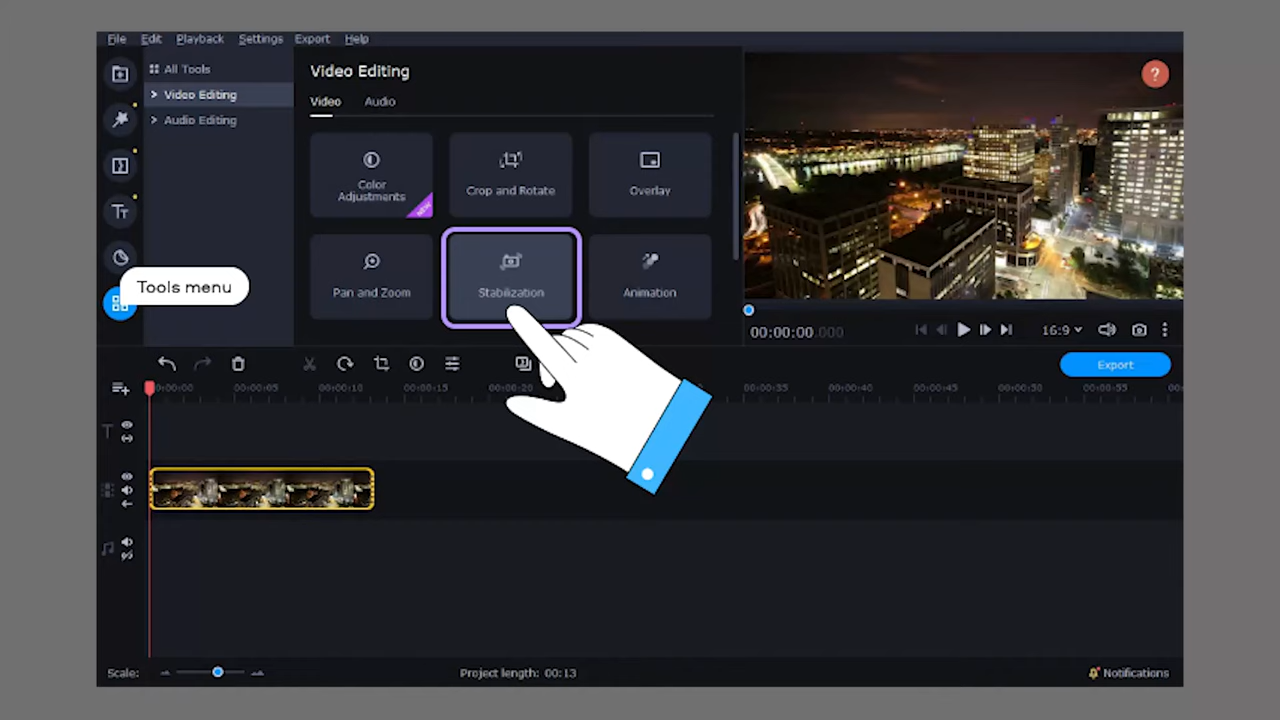 File Edit Playback Settings Export Help
All Tools
Video Editing
Audio Editing
Video Editing
Video Audio
Color
Adjustments
NEW
Crop and Rotate
Overlay
Pan and Zoom
Stabilization
Animation
Tools menu
?
00:00:00.000
16:9
Export
0:00:00 00:00:05 00:00:10 00:00:15 00:00:20 00:00:35 00:00:40 00:00:45 00:00:50 00:00:55 00:
Scale:
Project length: 00:13
Notifications